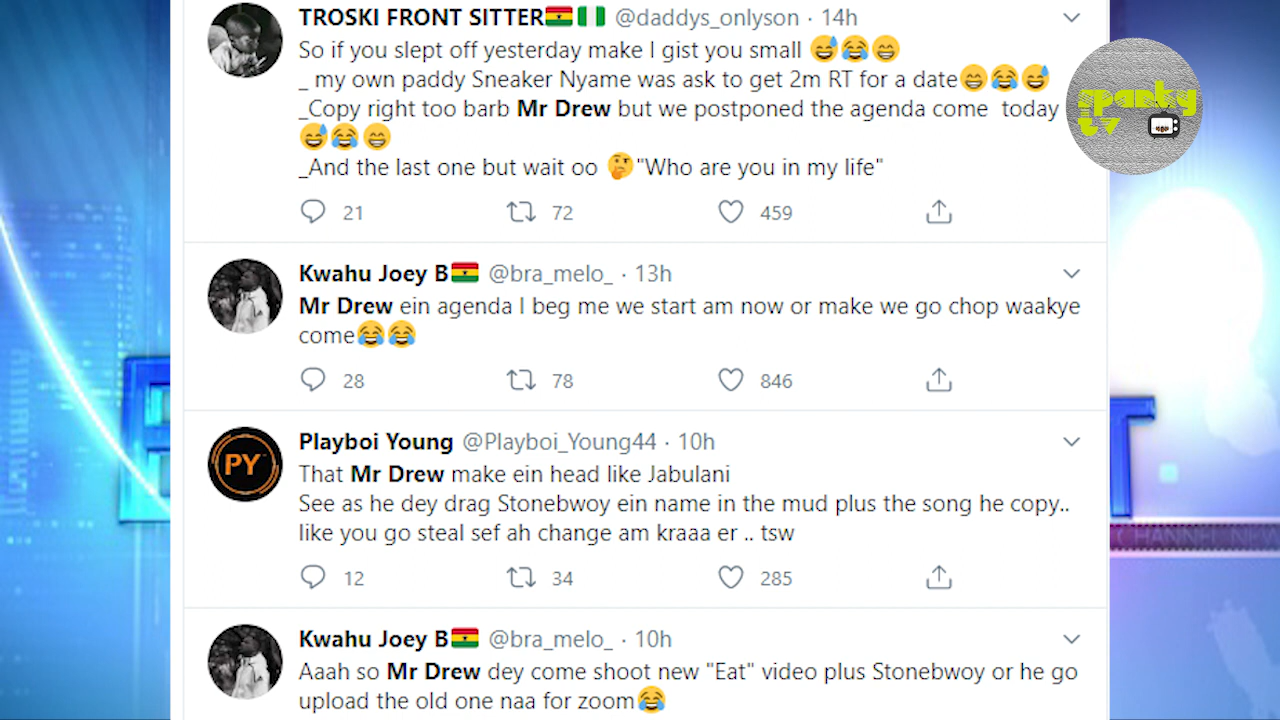 TROSKI FRONT SITTER🇬🇭🇳🇬 @daddys_onlyson · 14h
So if you slept off yesterday make I gist you small 😅😂😁
_ my own paddy Sneaker Nyame was ask to get 2m RT for a date😁😂😅
_Copy right too barb Mr Drew but we postponed the agenda come today
😅😂😁
_And the last one but wait oo 🤔"Who are you in my life"
21 72 459
spanky
tv
Kwahu Joey B🇬🇭 @bra_melo_ · 13h
Mr Drew ein agenda I beg me we start am now or make we go chop waakye
come😂😂
28 78 846
Playboi Young @Playboi_Young44 · 10h
PY
That Mr Drew make ein head like Jabulani
See as he dey drag Stonebwoy ein name in the mud plus the song he copy..
like you go steal sef ah change am kraaa er .. tsw
12 34 285
CHANNEL NEW
Kwahu Joey B🇬🇭 @bra_melo_ · 10h
Aaah so Mr Drew dey come shoot new "Eat" video plus Stonebwoy or he go
upload the old one naa for zoom😂